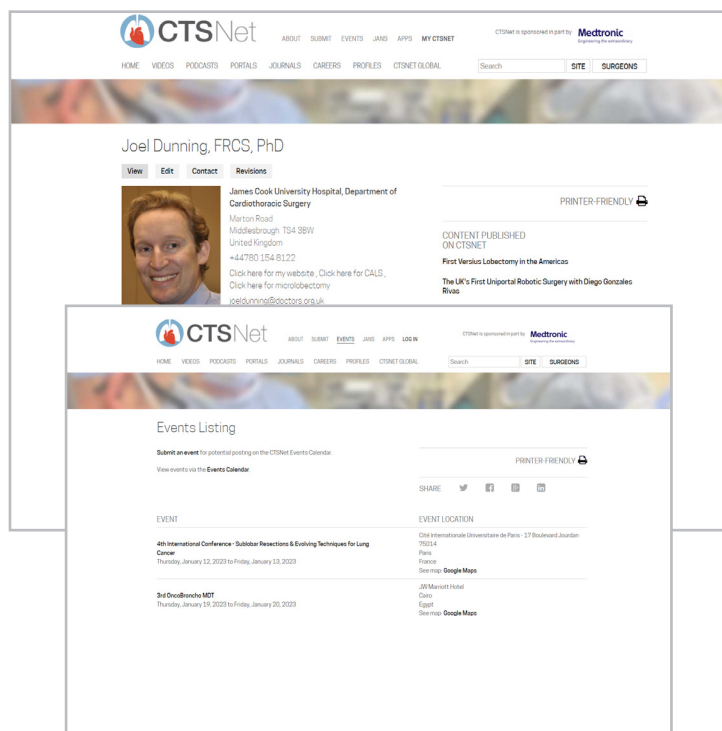 CTSNet
ABOUT SUBMIT EVENTS JANS APPS MY CTSNET
CTSNet is sponsored in part by Medtronic
Engineering the extraordinary
HOME VIDEOS PODCASTS PORTALS JOURNALS CAREERS PROFILES CTSNET GLOBAL
Search SITE SURGEONS
Joel Dunning, FRCS, PhD
View Edit Contact Revisions
James Cook University Hospital, Department of
Cardiothoracic Surgery
Marton Road
Middlesbrough TS4 3BW
United Kingdom
+44780 154 8122
Click here for my website , Click here for CALS ,
Click here for microlobectomy
joeldunning@doctors.org.uk
PRINTER-FRIENDLY
CONTENT PUBLISHED
ON CTSNET
First Versius Lobectomy in the Americas
The UK's First Uniportal Robotic Surgery with Diego Gonzales
Rivas
CTSNet
ABOUT SUBMIT EVENTS JANS APPS LOG IN
CTSNet is sponsored in part by Medtronic
Engineering the extraordinary
HOME VIDEOS PODCASTS PORTALS JOURNALS CAREERS PROFILES CTSNET GLOBAL
Search SITE SURGEONS
Events Listing
Submit an event for potential posting on the CTSNet Events Calendar.
View events via the Events Calendar.
PRINTER-FRIENDLY
SHARE
EVENT
EVENT LOCATION
4th International Conference - Sublobar Resections & Evolving Techniques for Lung
Cancer
Thursday, January 12, 2023 to Friday, January 13, 2023
Cité Internationale Universitaire de Paris - 17 Boulevard Jourdan
75014
Paris
France
See map: Google Maps
3rd OncoBroncho MDT
Thursday, January 19, 2023 to Friday, January 20, 2023
JW Marriott Hotel
Cairo
Egypt
See map: Google Maps